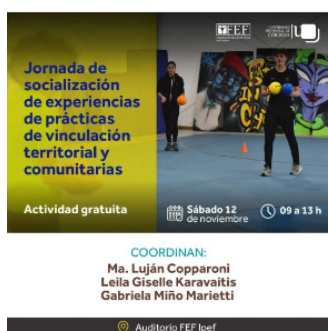 FEF
Jornada de
socialización
de experiencias
de prácticas
de vinculación
territorial y
comunitarias
Actividad gratuita
Sábado 12
de noviembre
09 a 13 h
COORDINAN:
Ma. Luján Copparoni
Leila Giselle Karavaitis
Gabriela Miño Marietti
Auditorio FEF Ipef